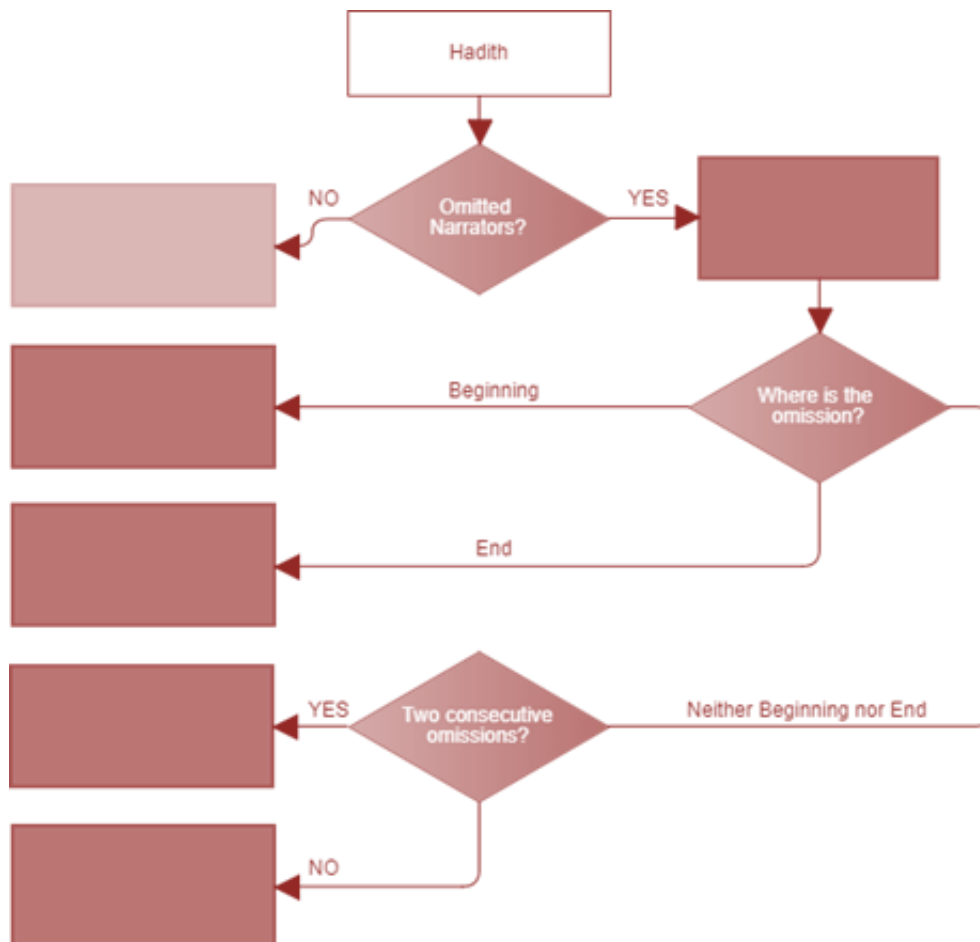 Hadith
NO
Omitted
Narrators?
YES
Beginning
Where is the
omission?
End
YES
Two consecutive
omissions?
Neither Beginning nor End
NO